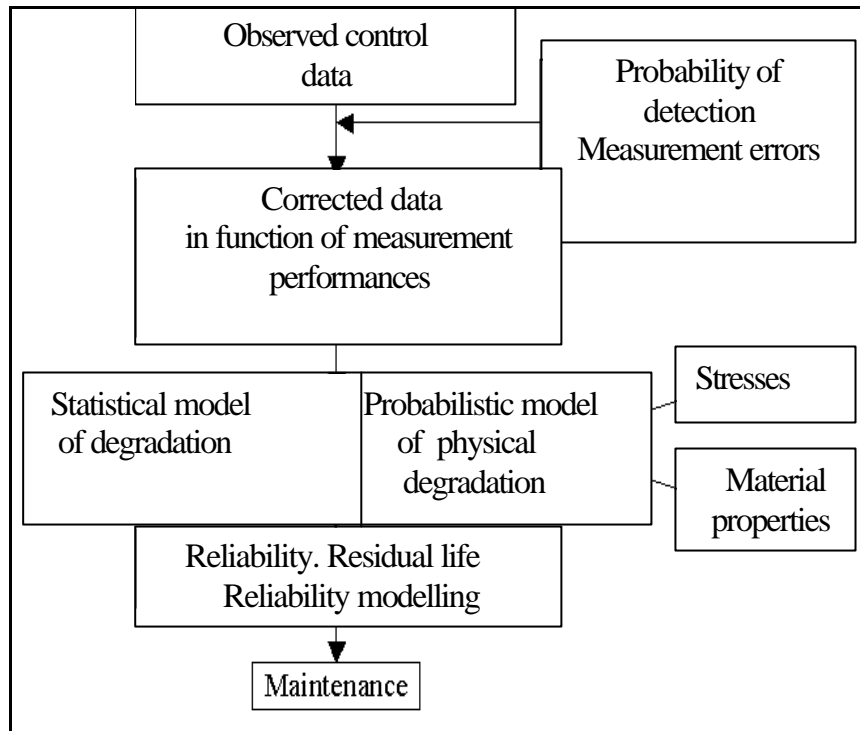 Observed control
data
Probability of
detection
Measurement errors
Corrected data
in function of measurement
performances
Statistical model
of degradation
Probabilistic model
of physical
degradation
Stresses
Material
properties
Reliability. Residual life
Reliability modelling
Maintenance